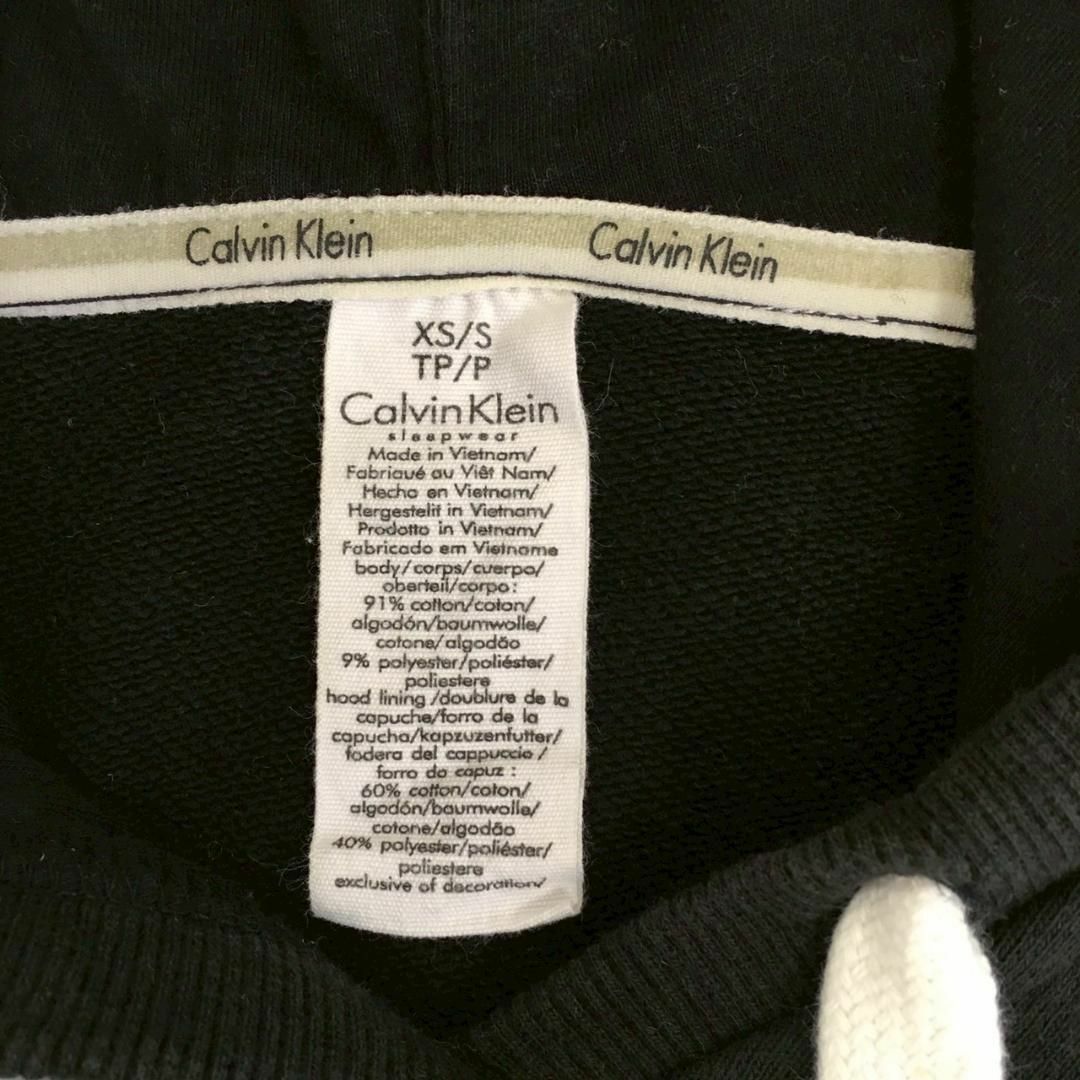 Calvin Klein Calvin Klein
XS/S
TP/P
Calvin Klein
sleepwear
Made in Vietnam/
Fabriqué au Viêt Nam/
Hecho en Vietnam/
Hergestellt in Vietnam/
Prodotto in Vietnam/
Fabricado em Vietname
body/corps/cuerpo/
oberteil/corpo:
91% cotton/coton/
algodón/baumwolle/
cotone/algodão
9% polyester/poliéster/
poliestere
hood lining /doublure de la
capuche/forro de la
capucha/kapzuzenfutter/
fodera del cappuccio /
forro do capuz :
60% cotton/coton/
algodón/baumwolle/
cotone/algodão
40% polyester/poliéster/
poliestere
exclusive of decoration/